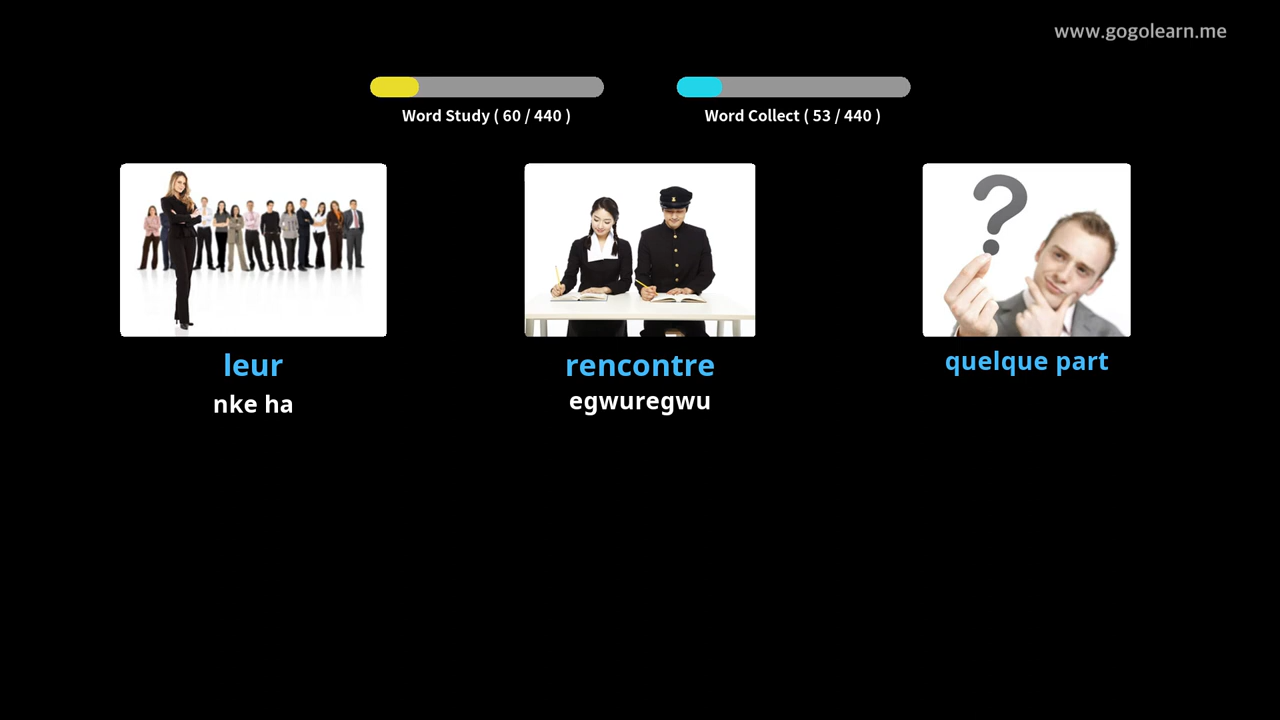 www.gogolearn.me
Word Study ( 60 / 440 )
Word Collect ( 53 / 440 )
leur
rencontre
quelque part
nke ha
egwuregwu